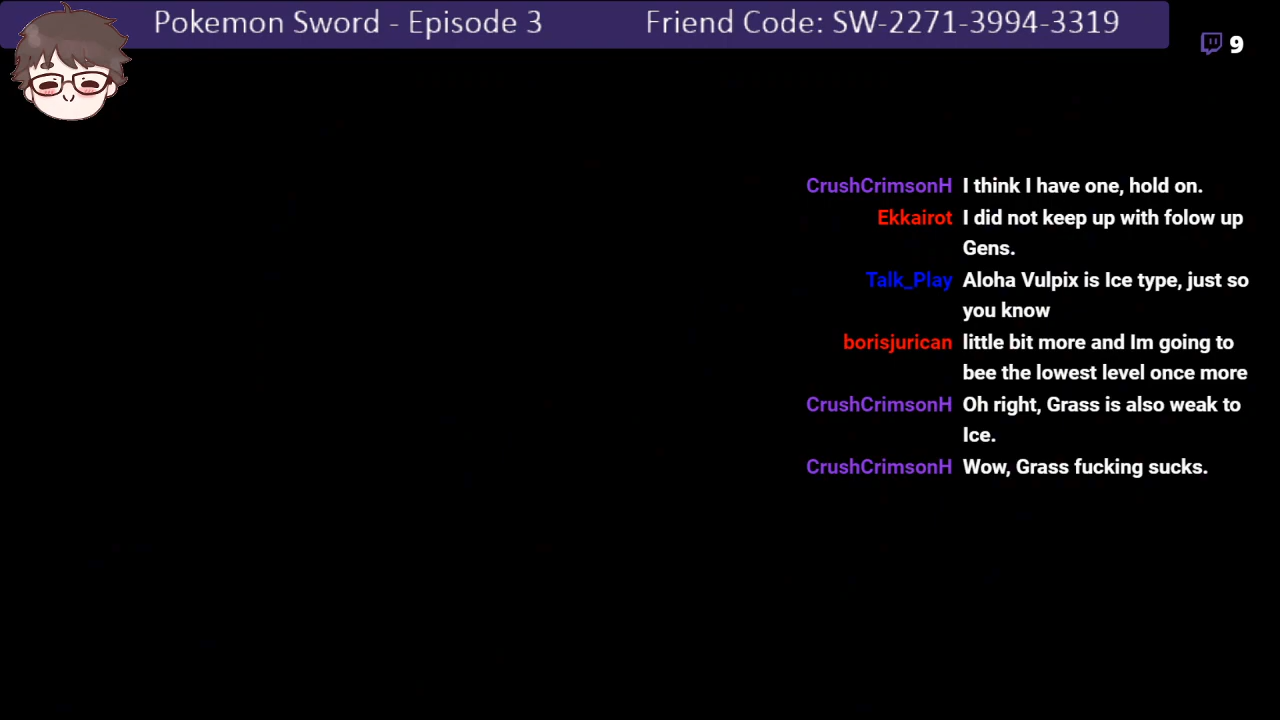 Pokemon Sword - Episode 3 Friend Code: SW-2271-3994-3319
9
CrushCrimsonH I think I have one, hold on.
Ekkairot I did not keep up with folow up
Gens.
Talk_Play Aloha Vulpix is Ice type, just so
you know
borisjurican little bit more and Im going to
bee the lowest level once more
CrushCrimsonH Oh right, Grass is also weak to
Ice.
CrushCrimsonH Wow, Grass fucking sucks.